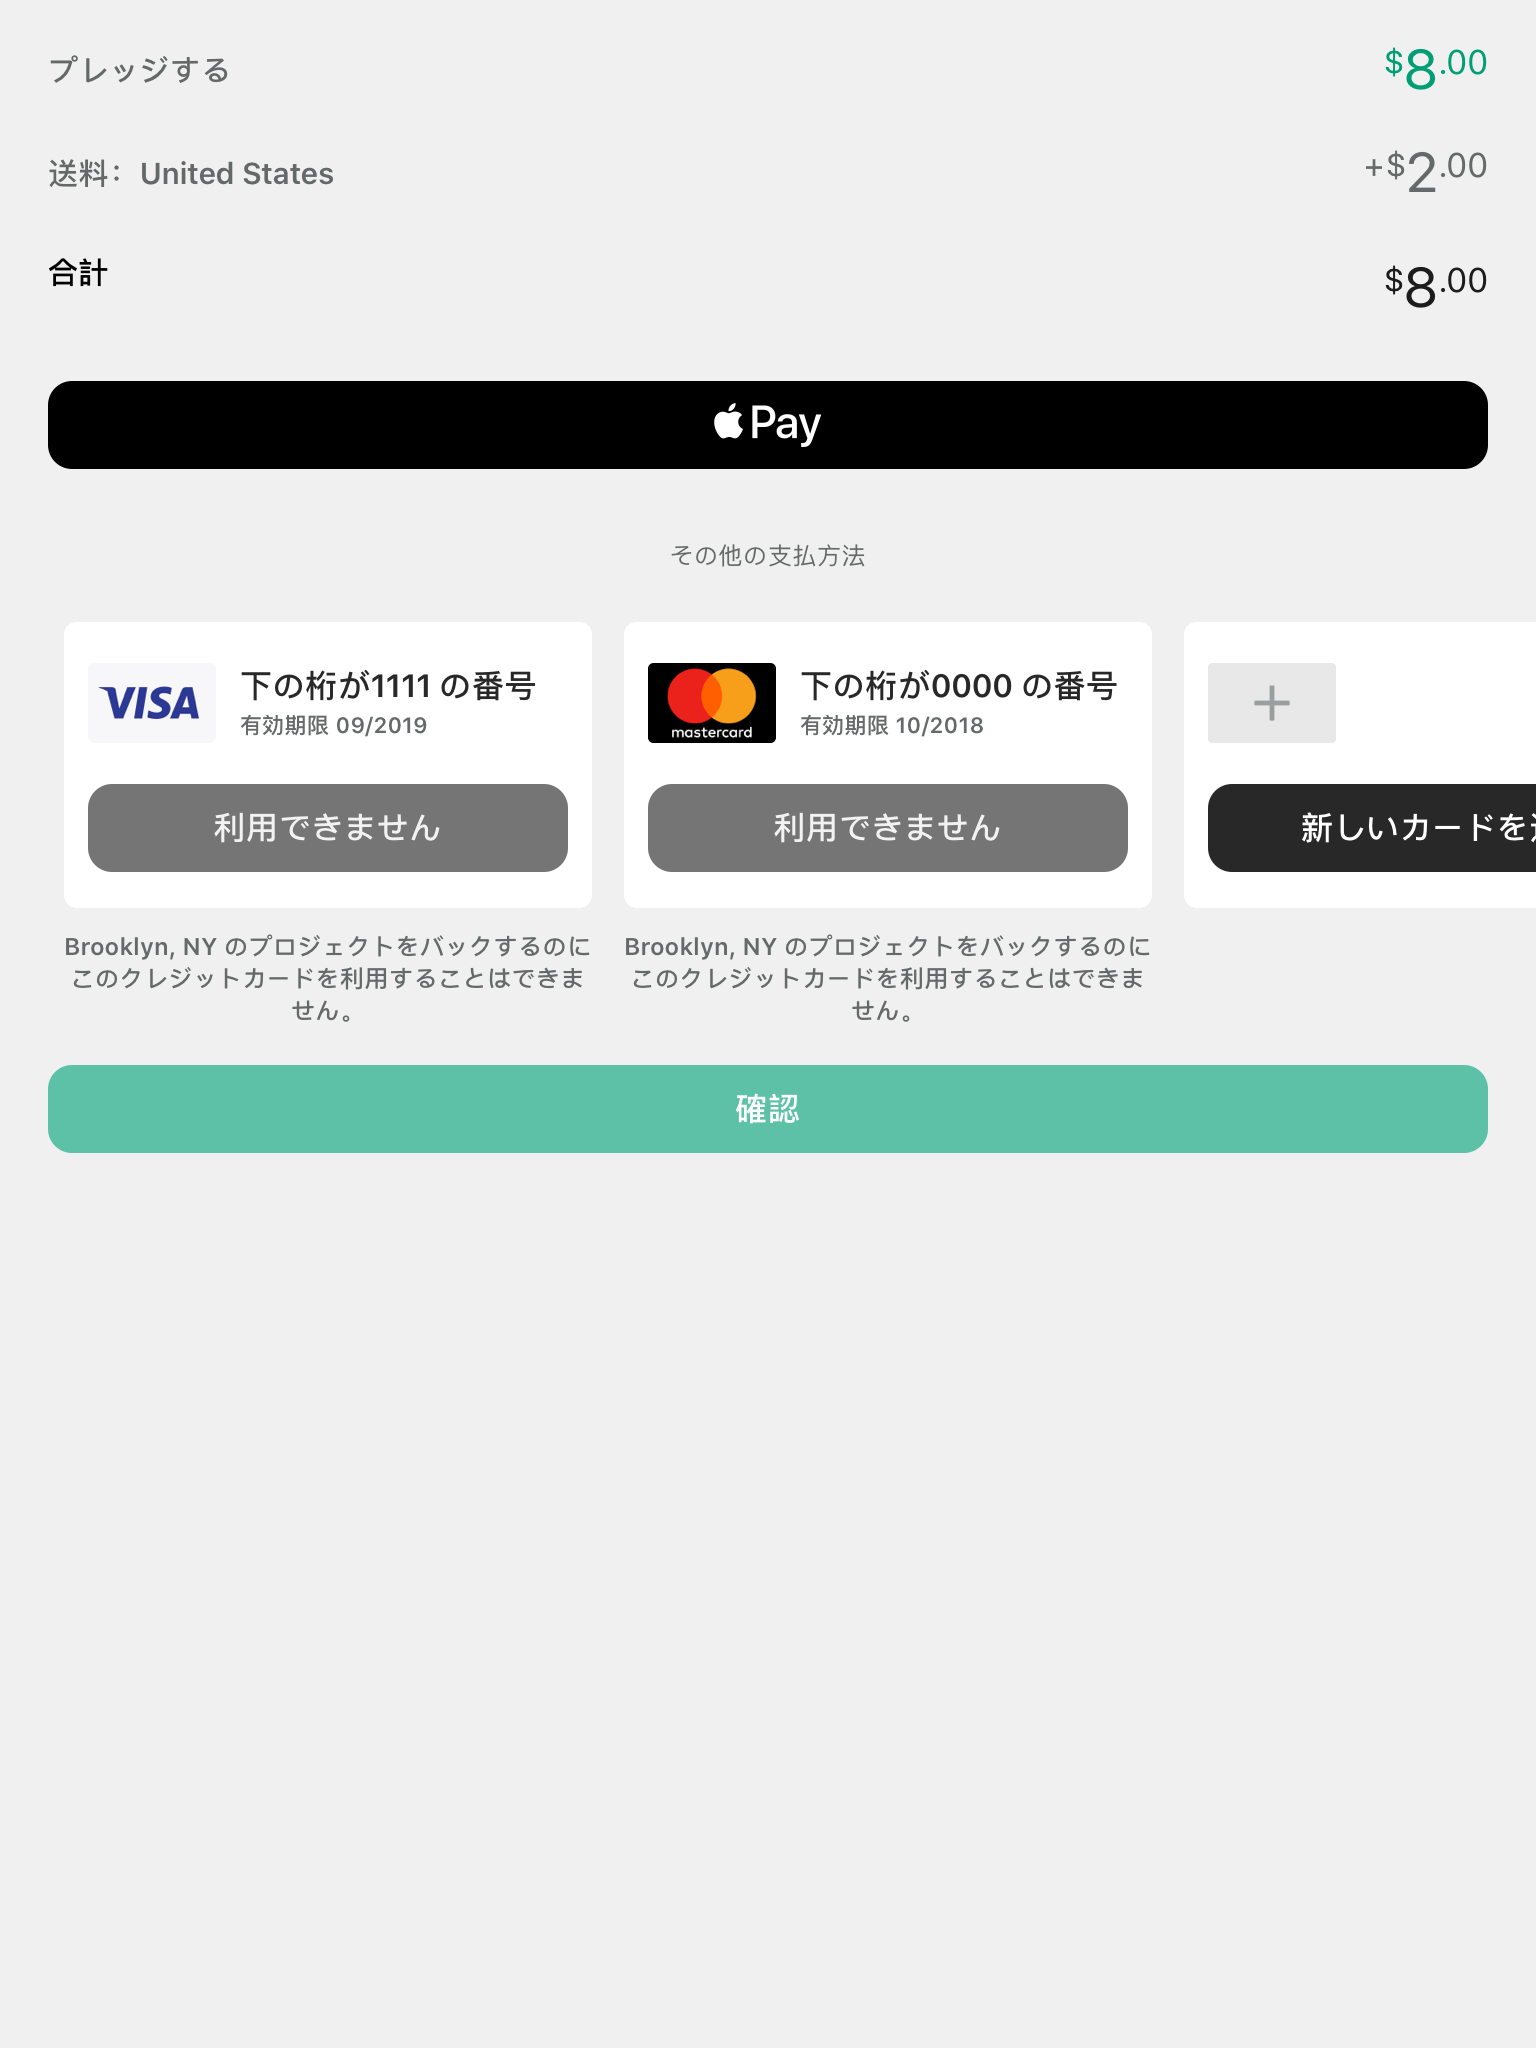 プレッジする
$8.00
送料： United States
+$2.00
合計
$8.00
Pay
その他の支払方法
VISA
下の桁が1111 の番号
有効期限 09/2019
利用できません
Brooklyn, NY のプロジェクトをバックするのに
このクレジットカードを利用することはできま
せん。
mastercard
下の桁が0000 の番号
有効期限 10/2018
利用できません
Brooklyn, NY のプロジェクトをバックするのに
このクレジットカードを利用することはできま
せん。
新しいカードを
確認